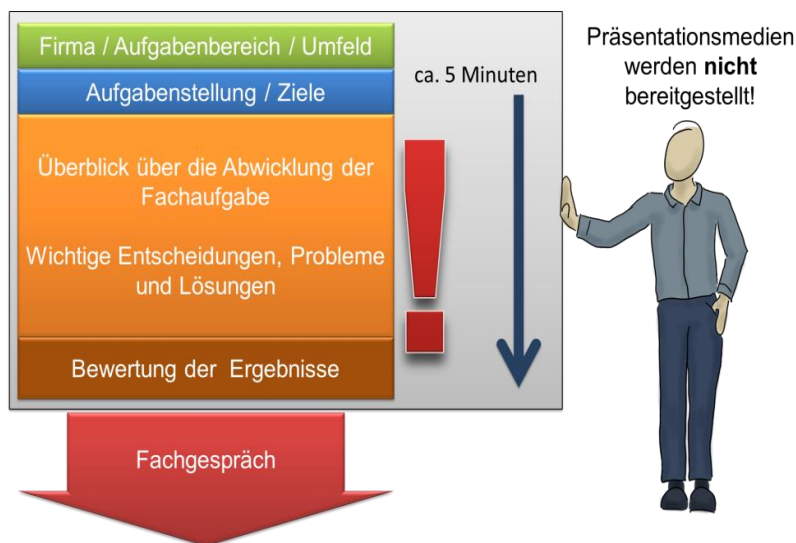 Firma / Aufgabenbereich / Umfeld
Aufgabenstellung / Ziele
Überblick über die Abwicklung der
Fachaufgabe
Wichtige Entscheidungen, Probleme
und Lösungen
Bewertung der Ergebnisse
ca. 5 Minuten
!
Fachgespräch
Präsentationsmedien
werden nicht
bereitgestellt!